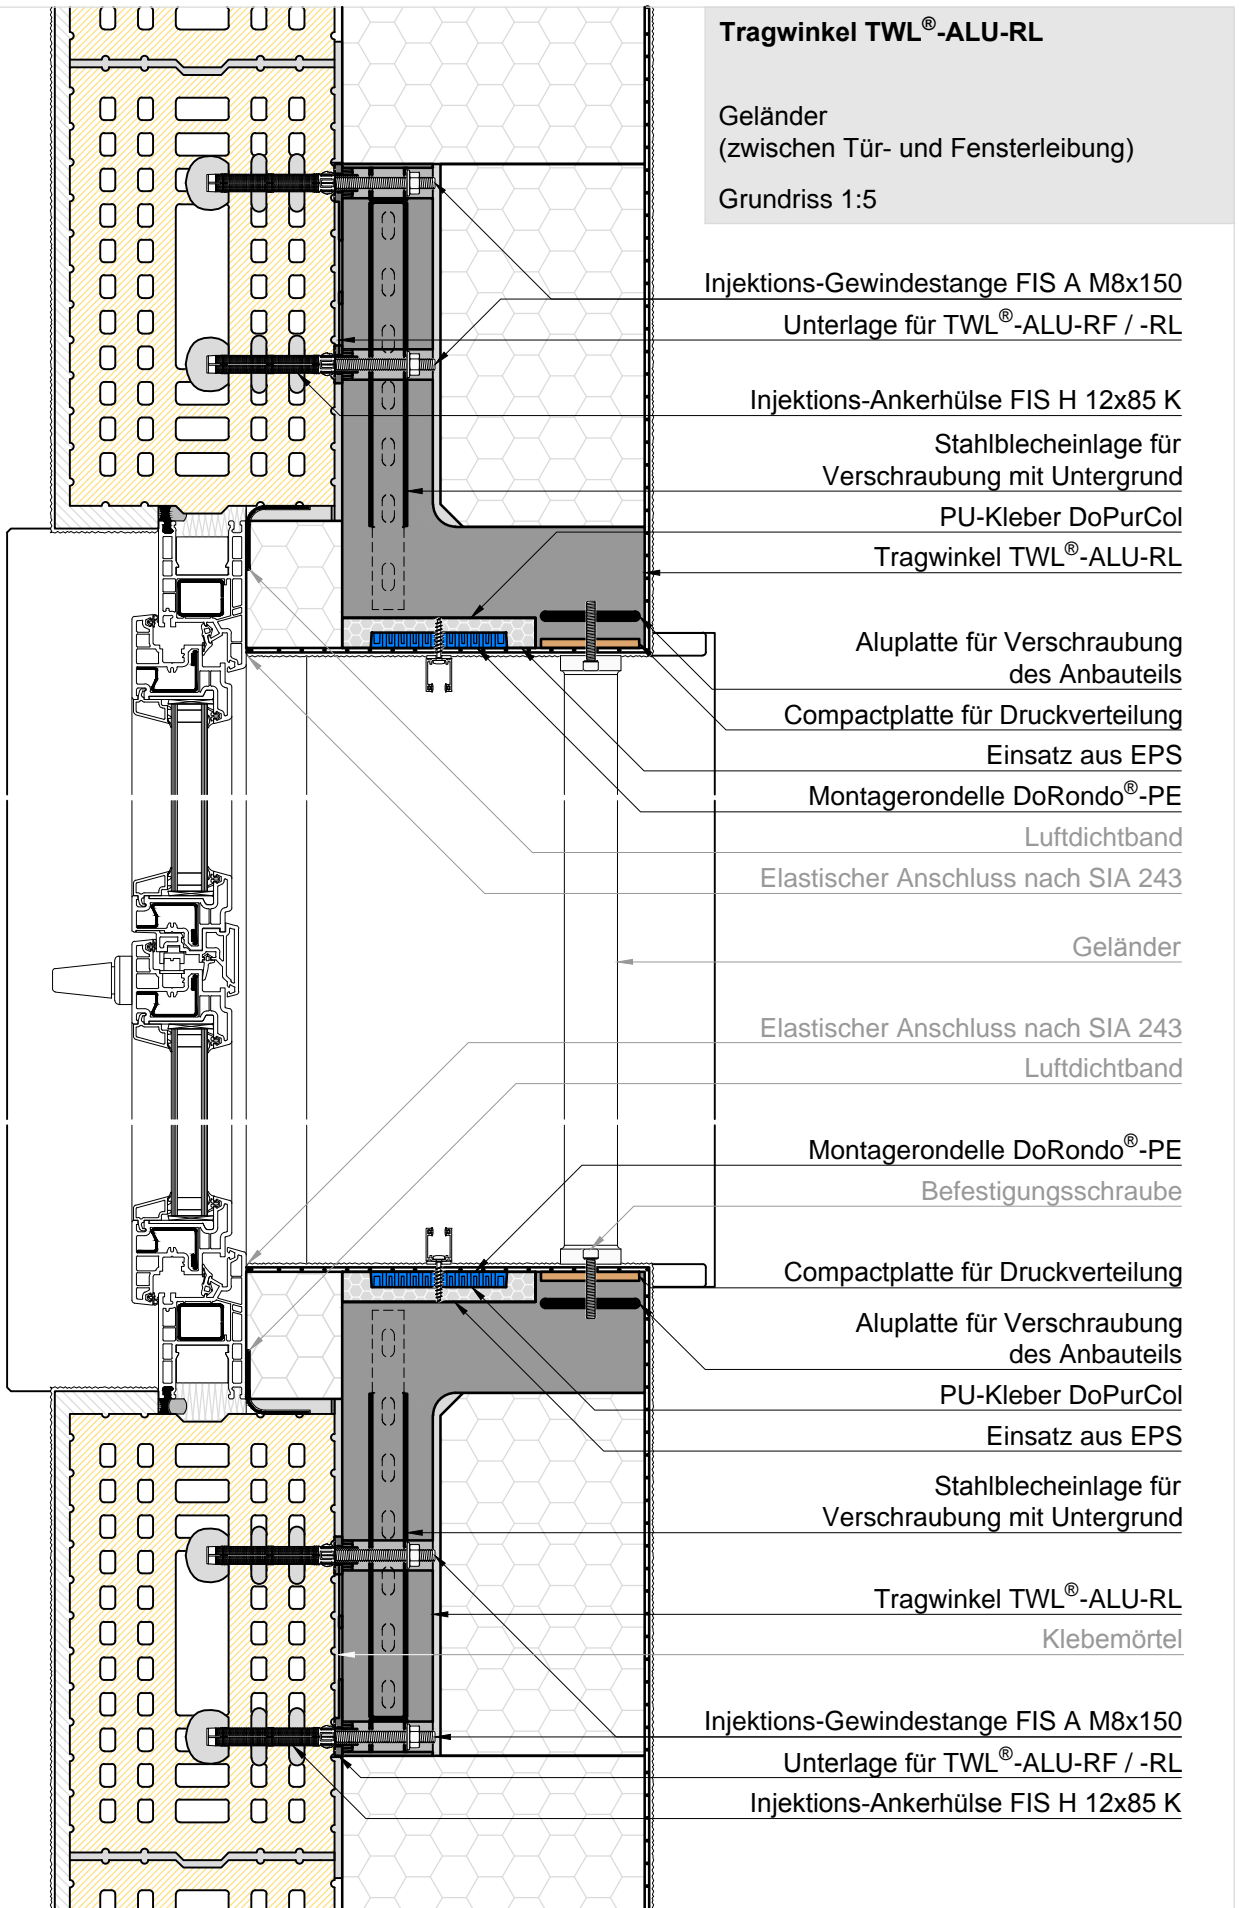 Tragwinkel TWL®-ALU-RL
Geländer
(zwischen Tür- und Fensterleibung)
Grundriss 1:5
Injektions-Gewindestange FIS A M8x150
Unterlage für TWL®-ALU-RF / -RL
Injektions-Ankerhülse FIS H 12x85 K
Stahlblecheinlage für
Verschraubung mit Untergrund
PU-Kleber DoPurCol
Tragwinkel TWL®-ALU-RL
Aluplatte für Verschraubung
des Anbauteils
Compactplatte für Druckverteilung
Einsatz aus EPS
Montagerondelle DoRondo®-PE
Luftdichtband
Elastischer Anschluss nach SIA 243
Geländer
Elastischer Anschluss nach SIA 243
Luftdichtband
Montagerondelle DoRondo®-PE
Befestigungsschraube
Compactplatte für Druckverteilung
Aluplatte für Verschraubung
des Anbauteils
PU-Kleber DoPurCol
Einsatz aus EPS
Stahlblecheinlage für
Verschraubung mit Untergrund
Tragwinkel TWL®-ALU-RL
Klebemörtel
Injektions-Gewindestange FIS A M8x150
Unterlage für TWL®-ALU-RF / -RL
Injektions-Ankerhülse FIS H 12x85 K